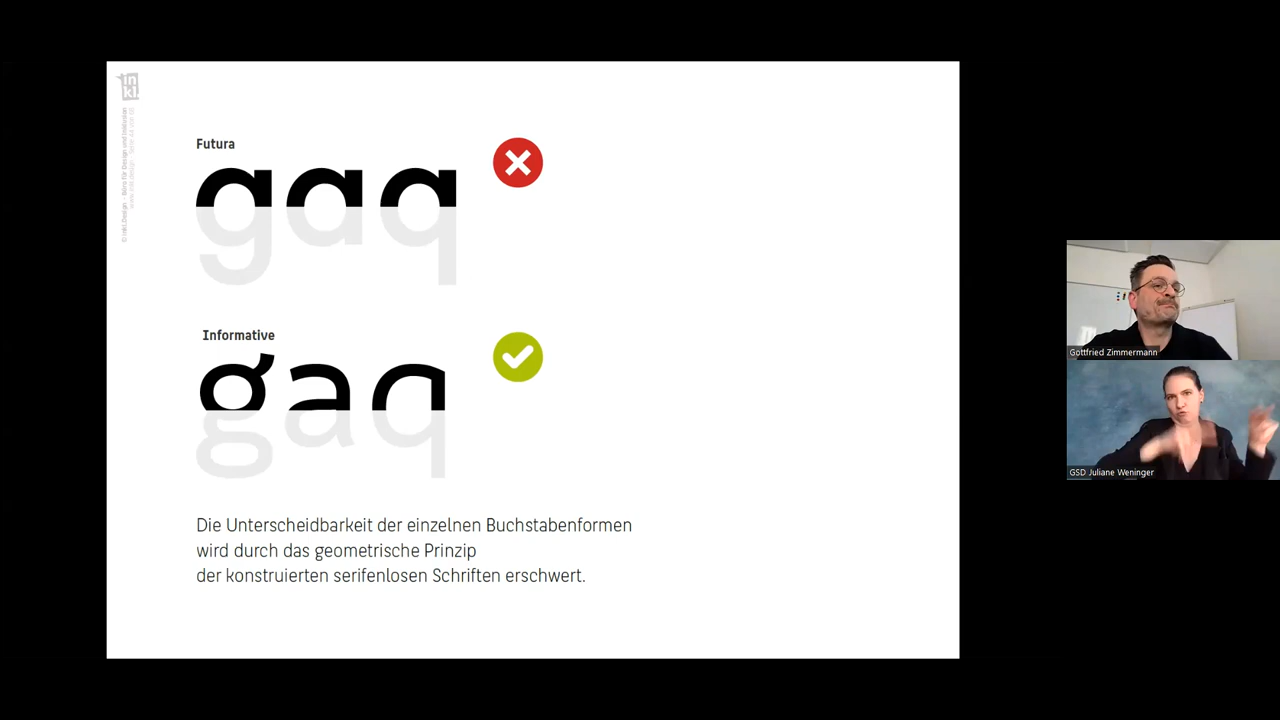 inkl.
Futura
gaq
Informative
gaq
Die Unterscheidbarkeit der einzelnen Buchstabenformen
wird durch das geometrische Prinzip
der konstruierten serifenlosen Schriften erschwert.
Gottfried Zimmermann
GSD Juliane Weninger